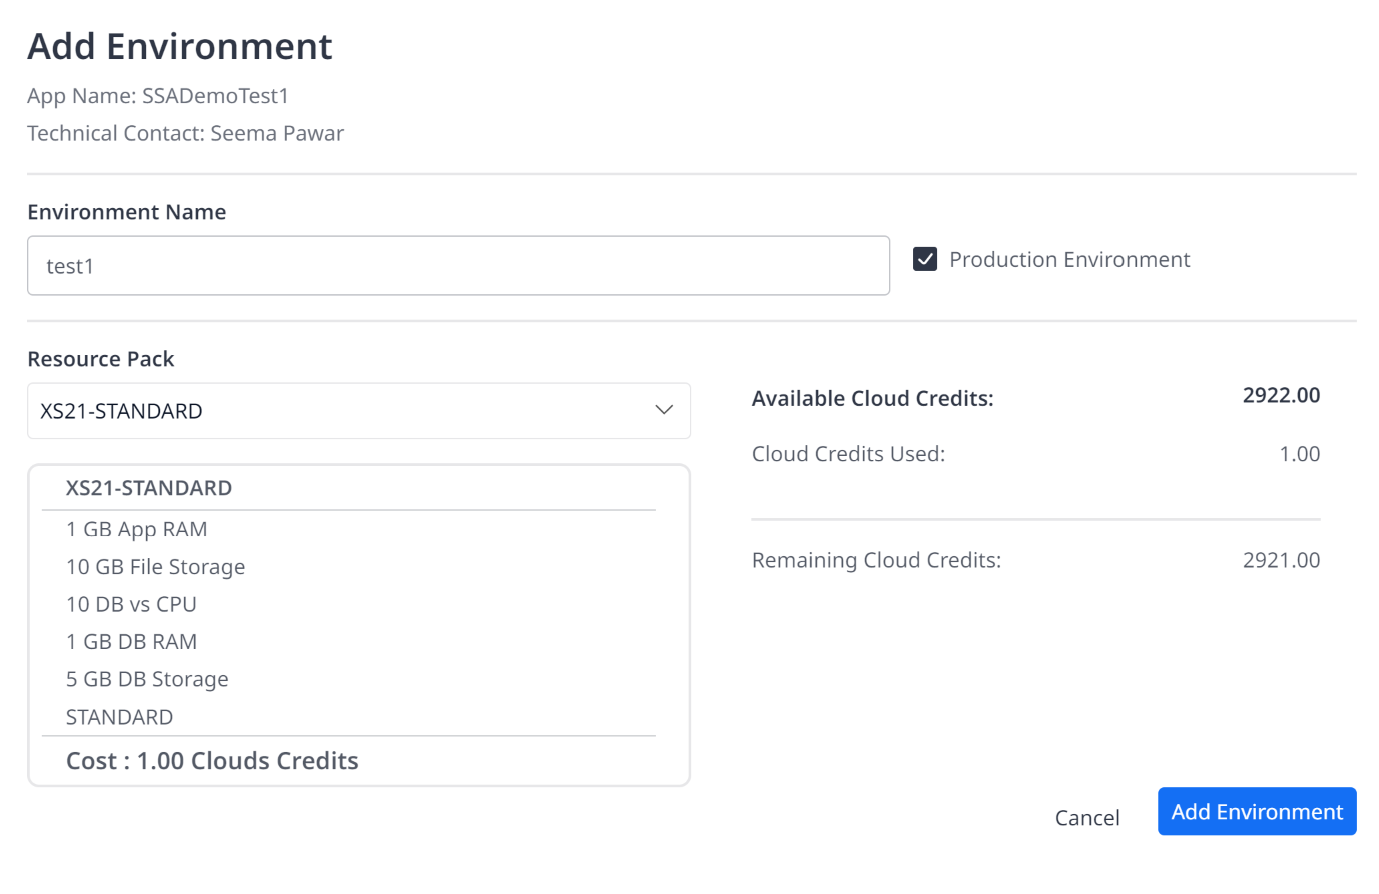 Add Environment
App Name: SSADemoTest1
Technical Contact: Seema Pawar
Environment Name
test1
Production Environment
Resource Pack
XS21-STANDARD
XS21-STANDARD
1 GB App RAM
10 GB File Storage
10 DB vs CPU
1 GB DB RAM
5 GB DB Storage
STANDARD
Cost : 1.00 Clouds Credits
Available Cloud Credits: 2922.00
Cloud Credits Used: 1.00
Remaining Cloud Credits: 2921.00
Cancel
Add Environment